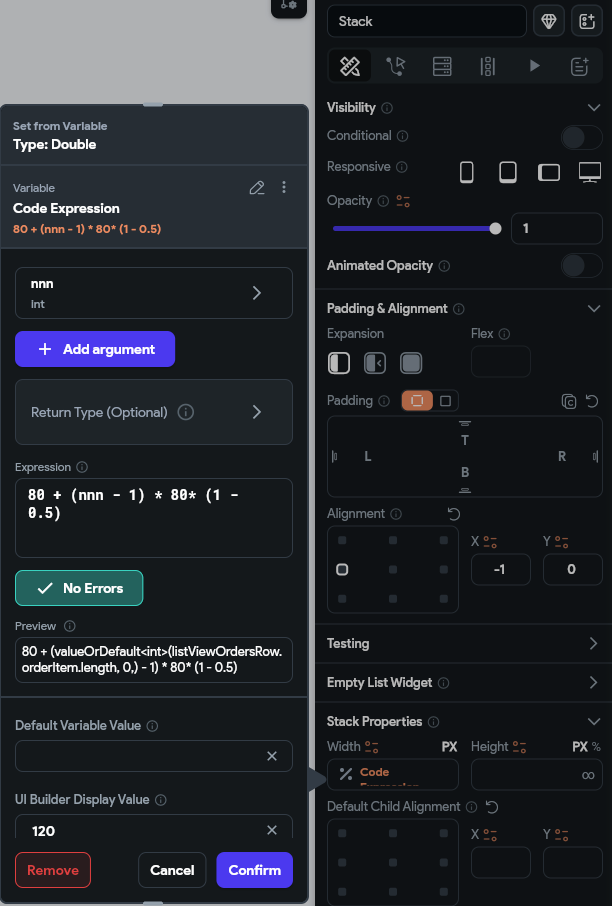 Set from Variable
Type: Double
Variable
Code Expression
80 + (nnn - 1) * 80* (1 - 0.5)
nnn
Int
+ Add argument
Return Type (Optional)
Expression
80 + (nnn - 1) * 80* (1 -
0.5)
No Errors
Preview
80 + (valueOrDefault<int>(listViewOrdersRow.
orderItem.length, 0,) - 1) * 80* (1 - 0.5)
Default Variable Value
UI Builder Display Value
120
Remove
Cancel
Confirm
Stack
Visibility
Conditional
Responsive
Opacity
1
Animated Opacity
Padding & Alignment
Expansion
Flex
Padding
T
L
R
B
Alignment
X
Y
-1
0
Testing
Empty List Widget
Stack Properties
Width
PX
Height
PX %
Code
Expression
∞
Default Child Alignment
X
Y